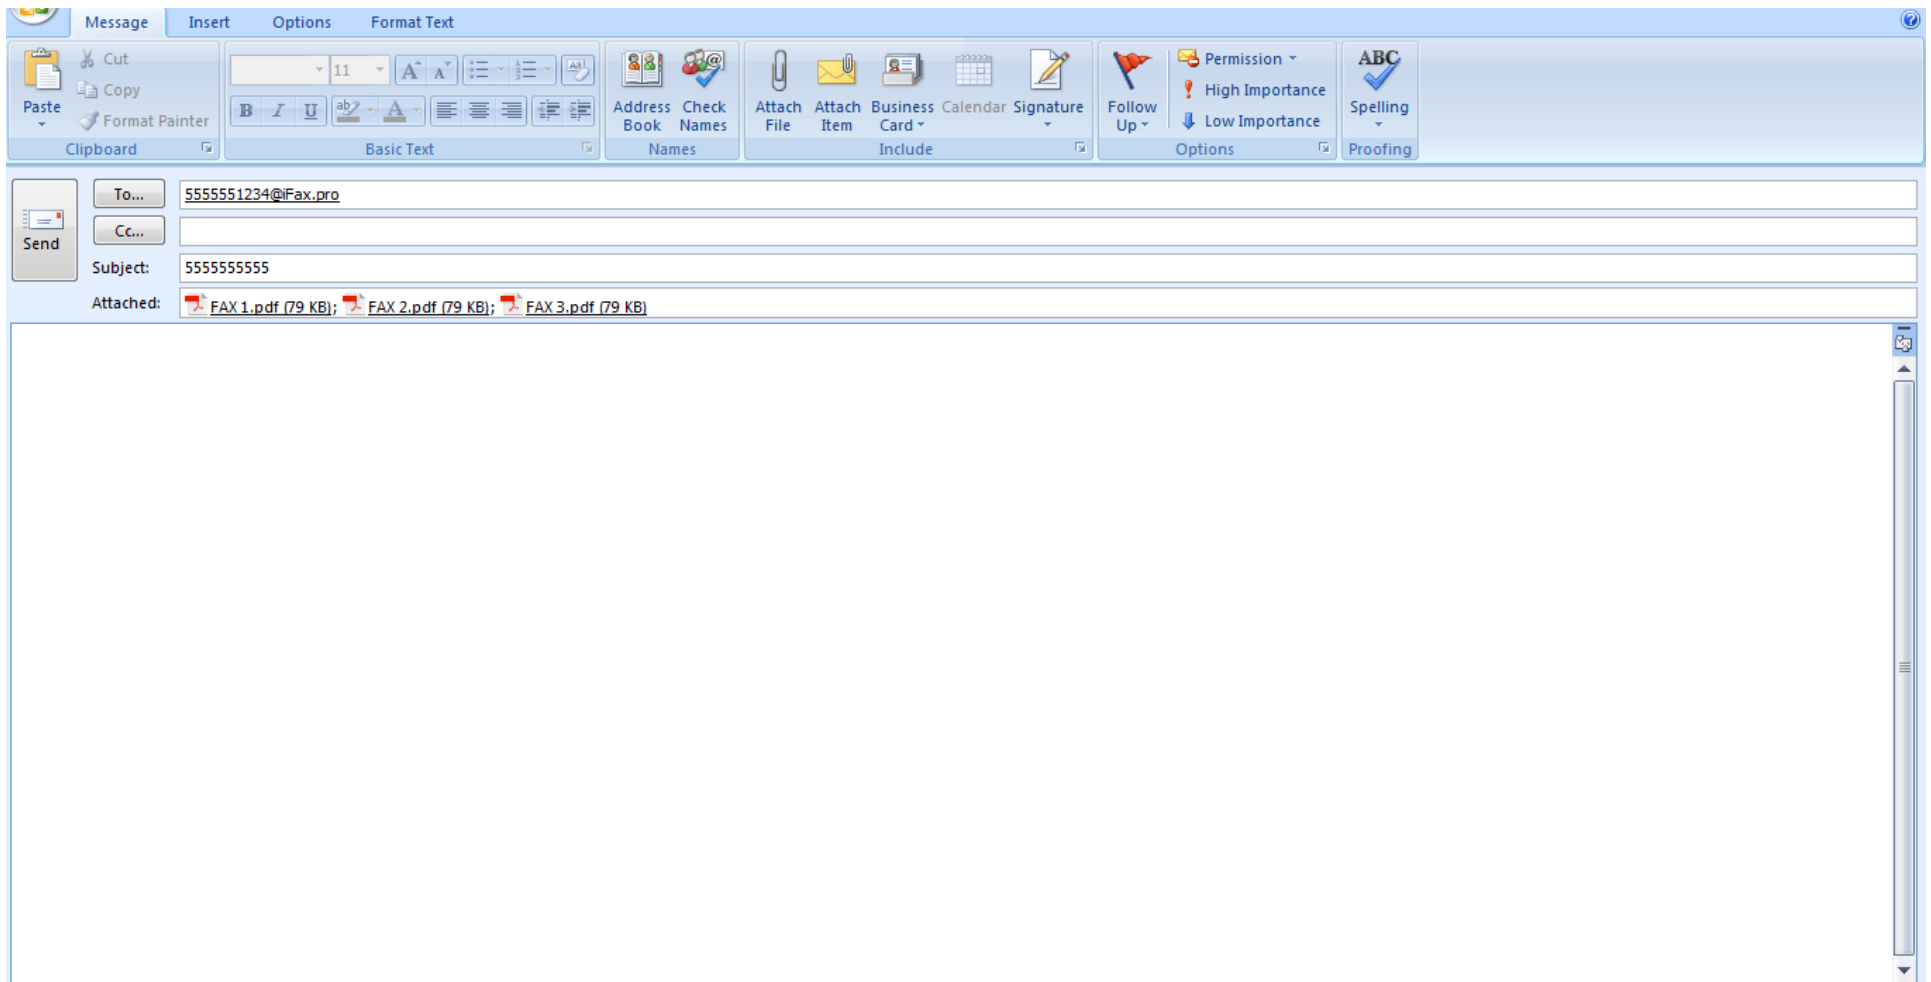 Message Insert Options Format Text
Cut
Copy
Format Painter
Paste
Clipboard
11
A A
B I U ab A
Basic Text
Address Book
Check Names
Names
Attach File
Attach Item
Business Card
Calendar
Signature
Include
Follow Up
Permission
High Importance
Low Importance
Options
ABC
Spelling
Proofing
Send
To... 5555551234@iFax.pro
Cc...
Subject: 5555555555
Attached: FAX 1.pdf (79 KB); FAX 2.pdf (79 KB); FAX 3.pdf (79 KB)